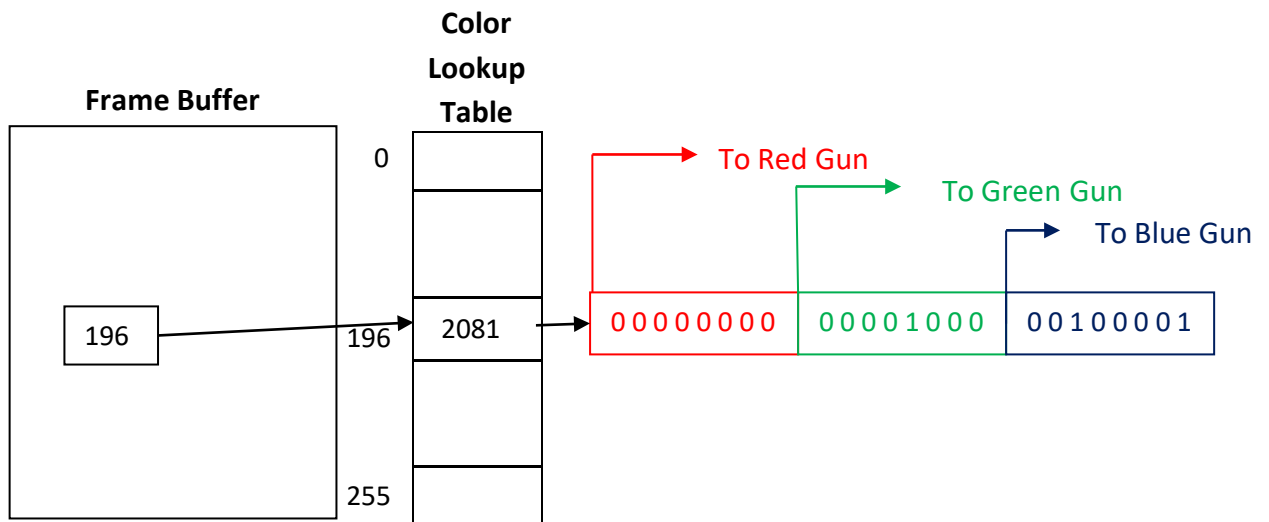 Color
Lookup
Table
Frame Buffer
0
To Red Gun
To Green Gun
To Blue Gun
196
196
2081
0 0 0 0 0 0 0 0
0 0 0 0 1 0 0 0
0 0 1 0 0 0 0 1
255